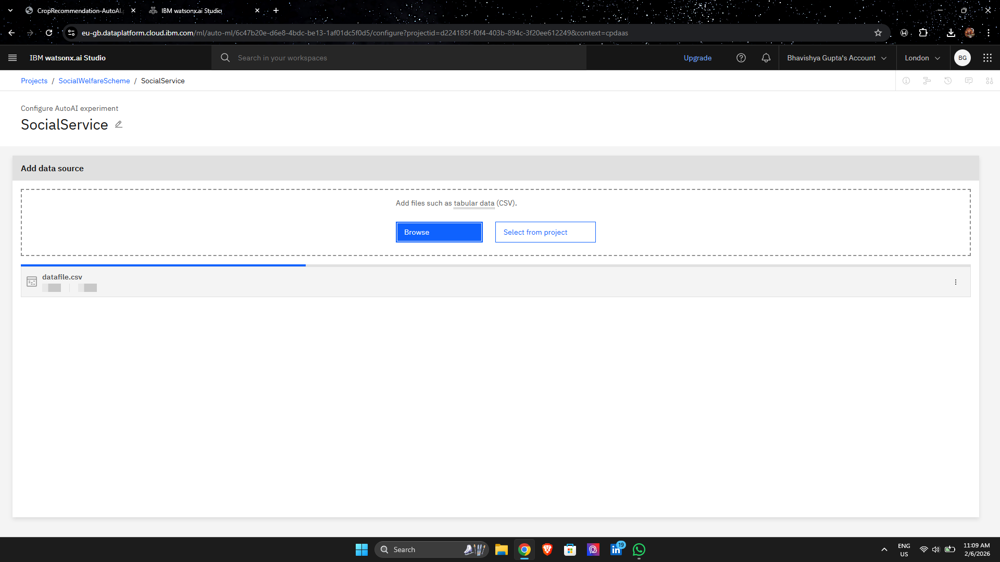 CropRecommendation-AutoAI.
IBM watsonx.ai Studio
eu-gb.dataplatform.cloud.ibm.com/ml/auto-ml/6c47b20e-d6e8-4bdc-be13-1af01dc5f0d5/configure?projectid=d224185f-f0f4-403b-894c-3f20ee612249&context=cpdaas
IBM watsonx.ai Studio
Search in your workspaces
Upgrade
Bhavishya Gupta's Account
London
BG
Projects / SocialWelfareScheme / SocialService
Configure AutoAI experiment
SocialService
Add data source
Add files such as tabular data (CSV).
Browse
Select from project
datafile.csv
Search
19
ENG
US
11:09 AM
2/6/2026